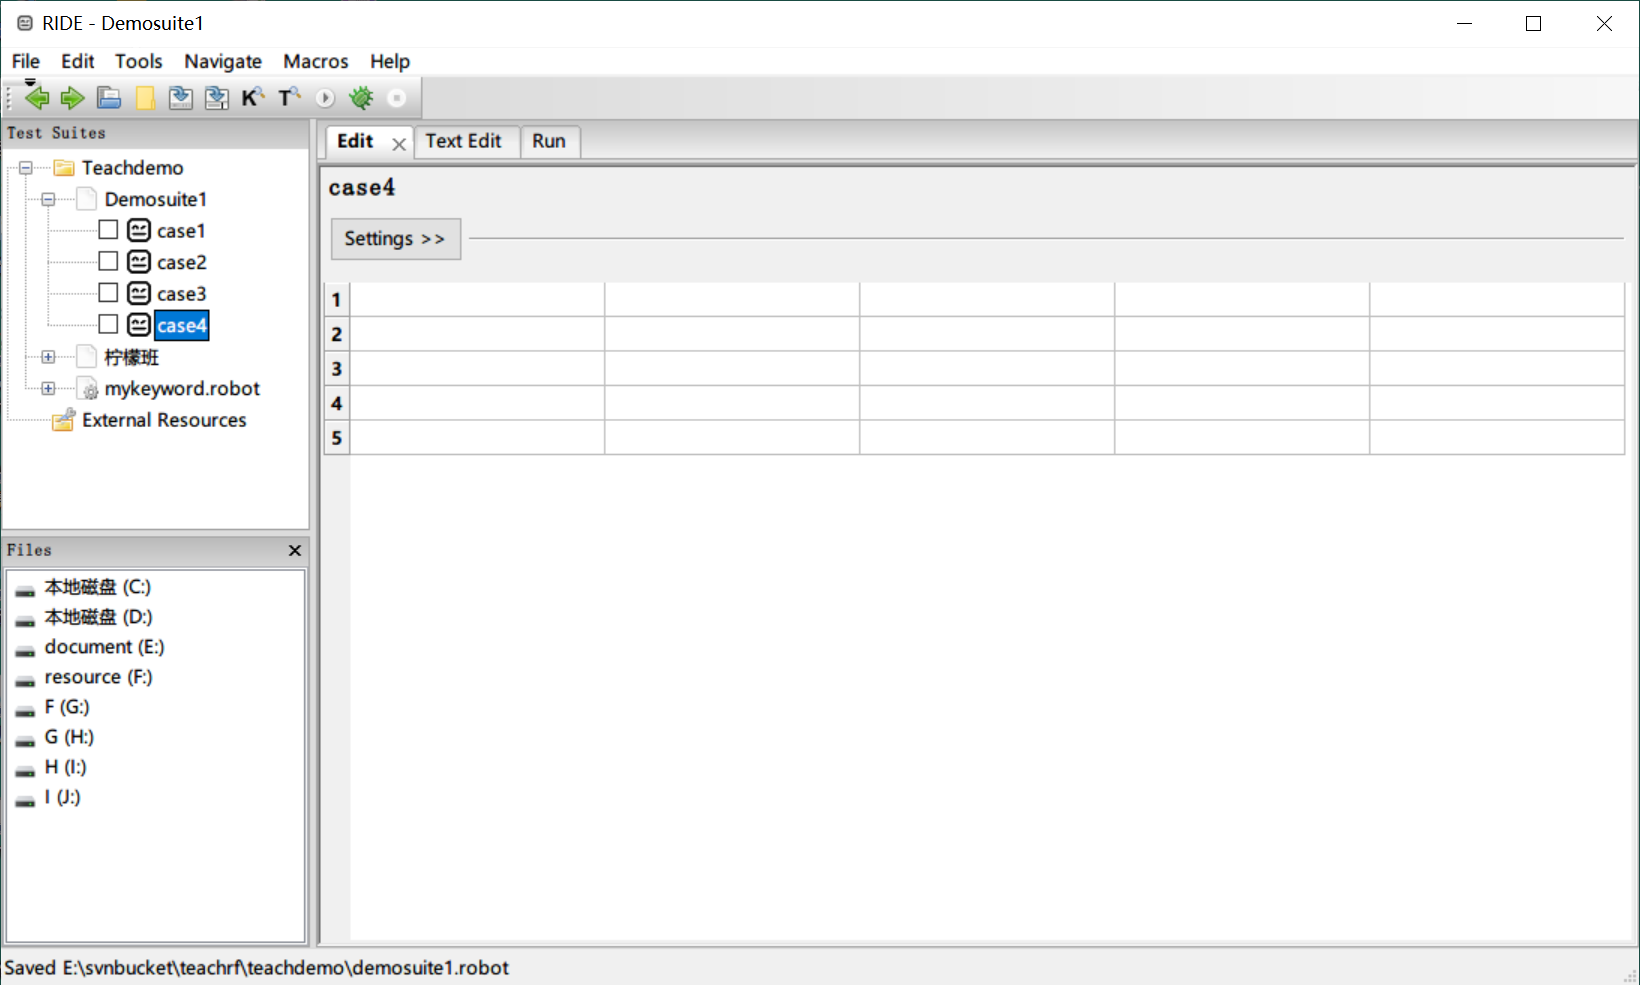 RIDE - Demosuite1
File Edit Tools Navigate Macros Help
K T
Test Suites
Teachdemo
Demosuite1
case1
case2
case3
case4
柠檬班
mykeyword.robot
External Resources
Files
本地磁盘 (C:)
本地磁盘 (D:)
document (E:)
resource (F:)
F (G:)
G (H:)
H (I:)
I (J:)
Edit Text Edit Run
case4
Settings >>
1
2
3
4
5
Saved E:\svnbucket\teachrf\teachdemo\demosuite1.robot